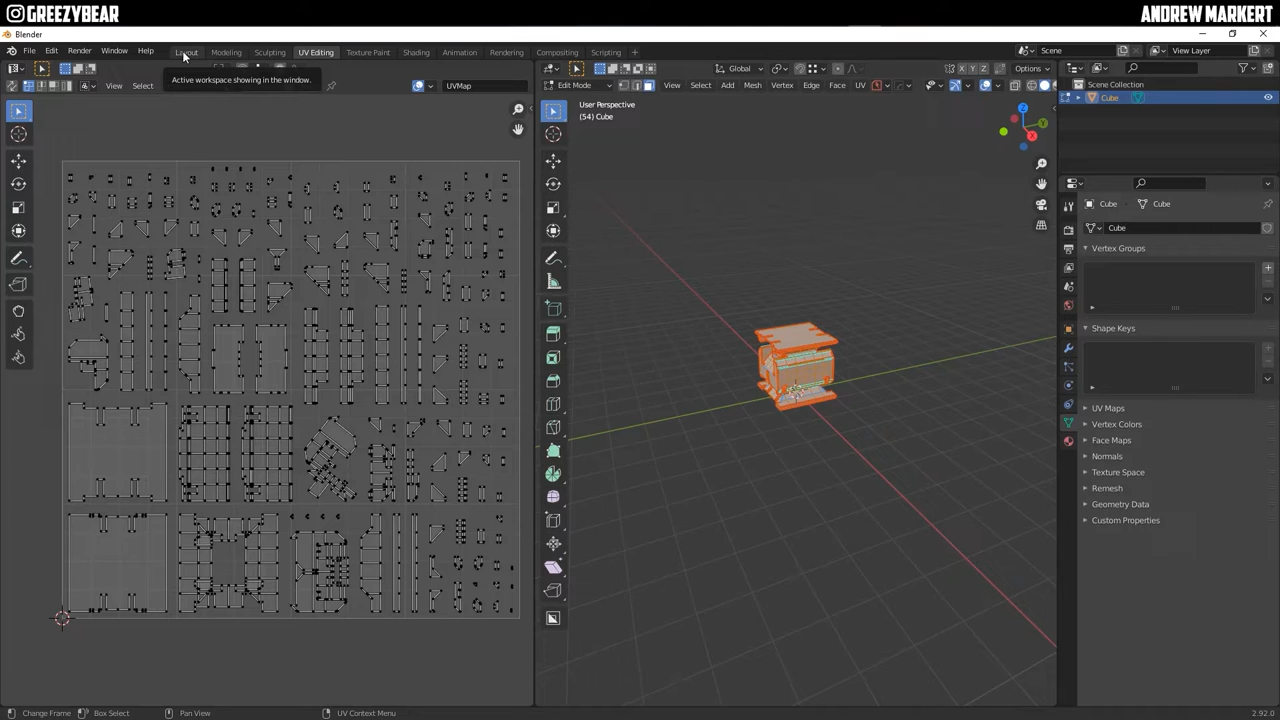 GREEZYBEAR
ANDREW MARKERT
Blender
File Edit Render Window Help
Layout Modeling Sculpting UV Editing Texture Paint Shading Animation Rendering Compositing Scripting +
Scene
View Layer
Active workspace showing in the window.
View Select
UVMap
Global
Options
X Y Z
Edit Mode
View Select Add Mesh Vertex Edge Face UV
User Perspective
(54) Cube
Z
Y
X
Scene Collection
Cube
Cube
Cube
Cube
Vertex Groups
Shape Keys
UV Maps
Vertex Colors
Face Maps
Normals
Texture Space
Remesh
Geometry Data
Custom Properties
Change Frame
Box Select
Pan View
UV Context Menu
2.92.0